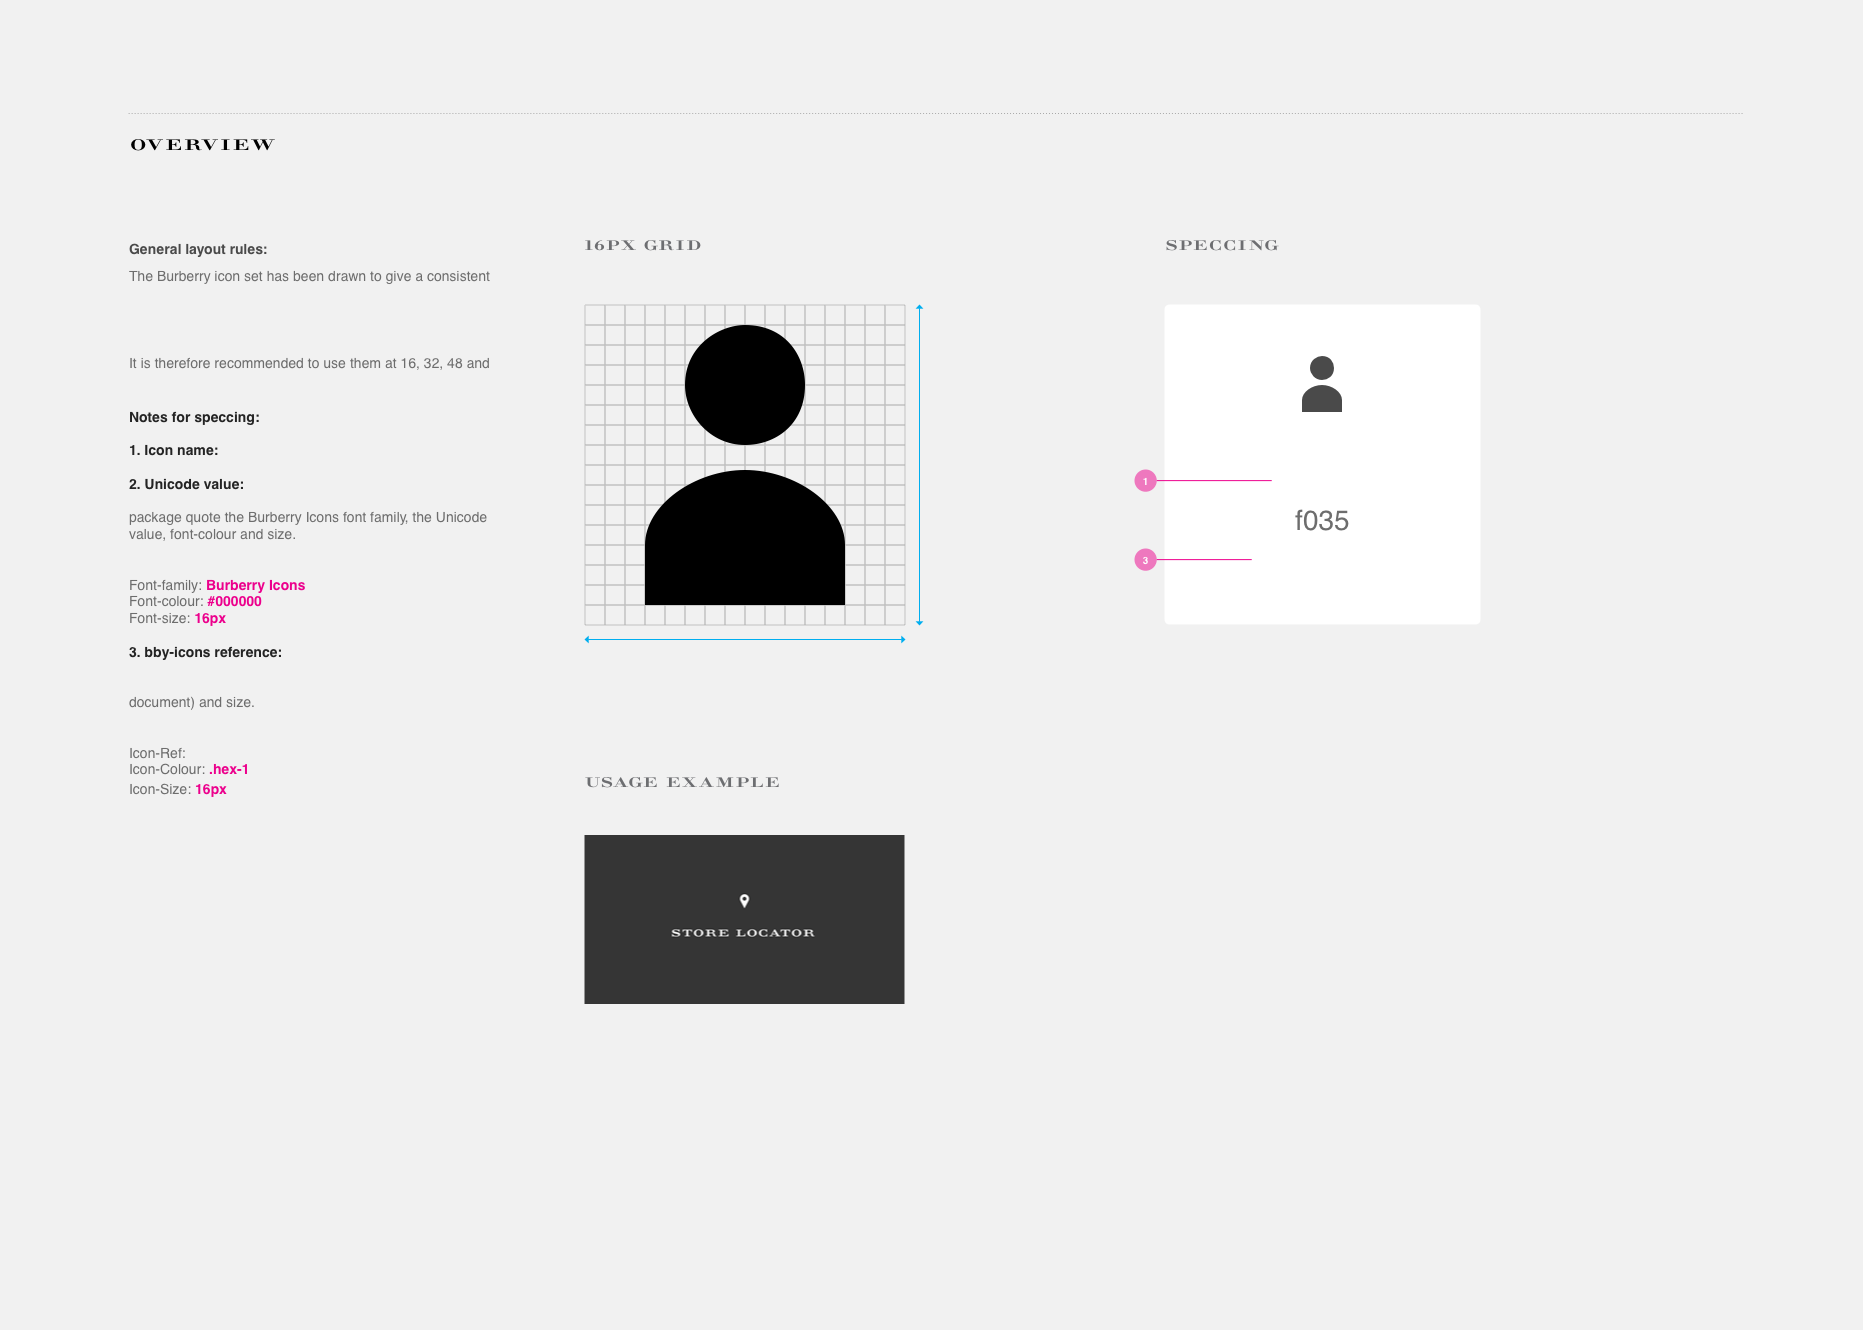 OVERVIEW
General layout rules:
The Burberry icon set has been drawn to give a consistent
It is therefore recommended to use them at 16, 32, 48 and
Notes for speccing:
1. Icon name:
2. Unicode value:
package quote the Burberry Icons font family, the Unicode
value, font-colour and size.
Font-family: Burberry Icons
Font-colour: #000000
Font-size: 16px
3. bby-icons reference:
document) and size.
Icon-Ref:
Icon-Colour: .hex-1
Icon-Size: 16px
16PX GRID
USAGE EXAMPLE
STORE LOCATOR
SPECCING
1
f035
3